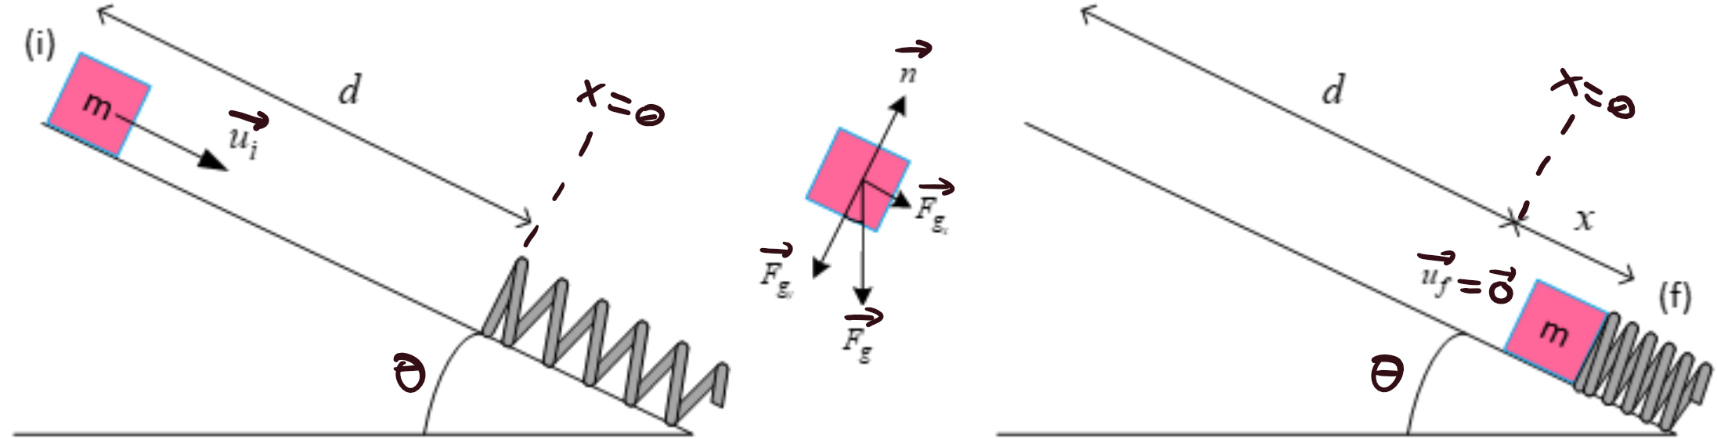 (i)
m
u⃗ᵢ
d
x=0
n⃗
F⃗g
F⃗g
F⃗g
θ
d
x=0
x
u⃗f=0⃗
m
(f)
θ